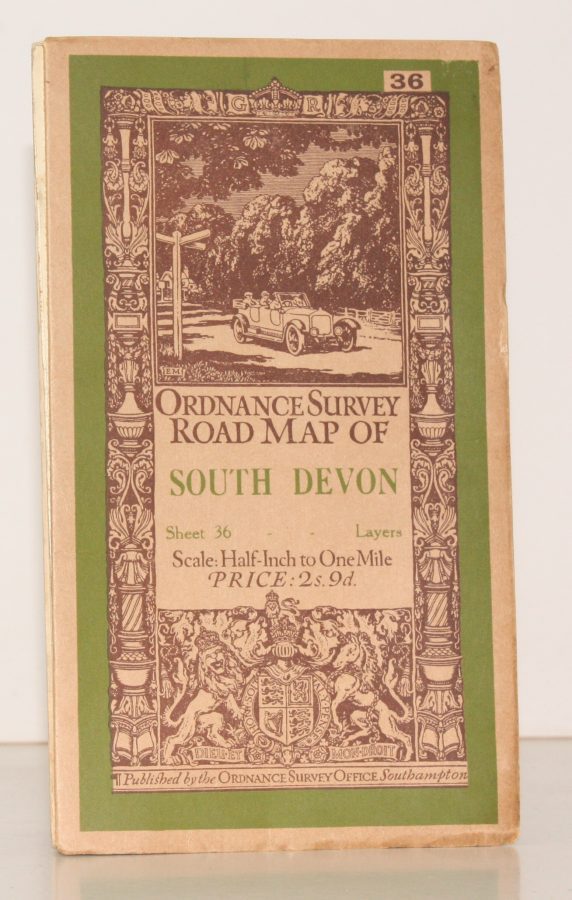 36
G R
EM
ORDNANCE SURVEY
ROAD MAP OF
SOUTH DEVON
Sheet 36 - - Layers
Scale: Half-Inch to One Mile
PRICE: 2s. 9d.
DIEU ET MON DROIT
¶Published by the ORDNANCE SURVEY OFFICE Southampton